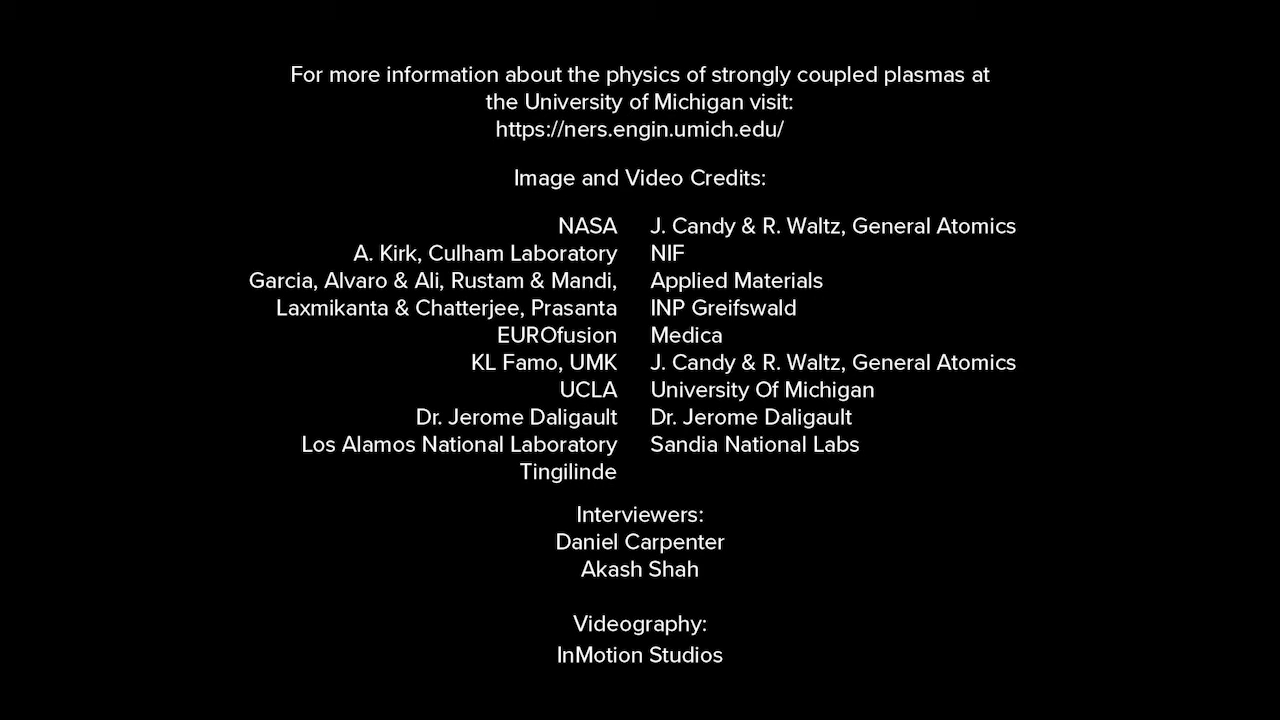 For more information about the physics of strongly coupled plasmas at
the University of Michigan visit:
https://ners.engin.umich.edu/
Image and Video Credits:
NASA
A. Kirk, Culham Laboratory
Garcia, Alvaro & Ali, Rustam & Mandi,
Laxmikanta & Chatterjee, Prasanta
EUROfusion
KL Famo, UMK
UCLA
Dr. Jerome Daligault
Los Alamos National Laboratory
Tingilinde
J. Candy & R. Waltz, General Atomics
NIF
Applied Materials
INP Greifswald
Medica
J. Candy & R. Waltz, General Atomics
University Of Michigan
Dr. Jerome Daligault
Sandia National Labs
Interviewers:
Daniel Carpenter
Akash Shah
Videography:
InMotion Studios